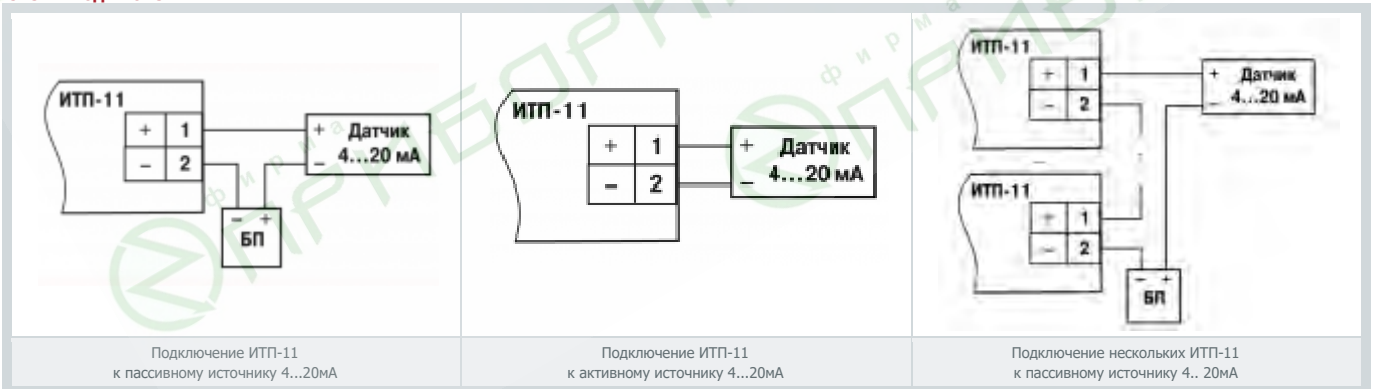 ИТП-11
+ 1
− 2
+ Датчик
− 4...20 мА
− +
БП
Подключение ИТП-11
к пассивному источнику 4...20мА
ИТП-11
+ 1
− 2
+ Датчик
− 4...20 мА
Подключение ИТП-11
к активному источнику 4...20мА
ИТП-11
+ 1
− 2
+ Датчик
− 4...20 мА
ИТП-11
+ 1
− 2
− +
БП
Подключение нескольких ИТП-11
к пассивному источнику 4.. 20мА
фирма
фирма